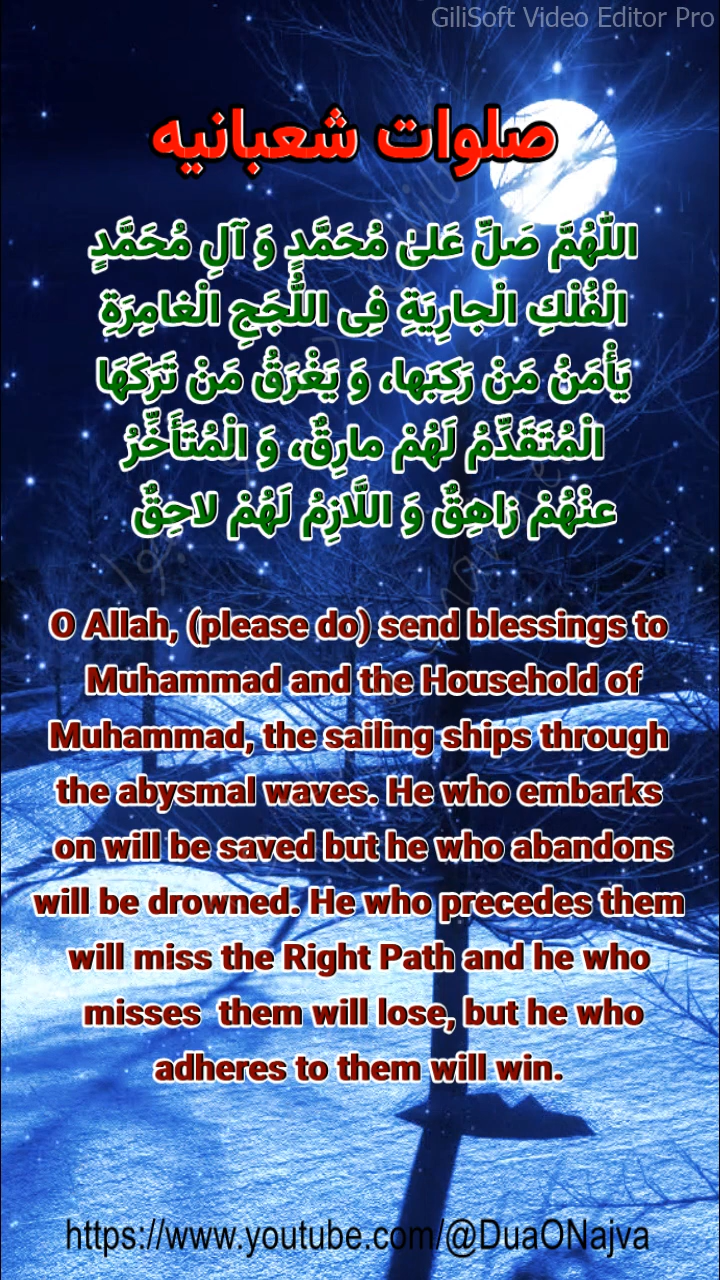 GiliSoft Video Editor Pro
صلوات شعبانیه
اللّٰهُمَّ صَلِّ عَلیٰ مُحَمَّدٍ وَ آلِ مُحَمَّدٍ
الْفُلْكِ الْجارِیَةِ فِی اللُّجَجِ الْغامِرَةِ
یَأْمَنُ مَنْ رَكِبَها، وَ یَغْرَقُ مَنْ تَرَكَهَا
الْمُتَقَدِّمُ لَهُمْ مارِقٌ، وَ الْمُتَأَخِّرُ
عنْهُمْ زاهِقٌ وَ اللَّازِمُ لَهُمْ لاحِقٌ
O Allah, (please do) send blessings to
Muhammad and the Household of
Muhammad, the sailing ships through
the abysmal waves. He who embarks
on will be saved but he who abandons
will be drowned. He who precedes them
will miss the Right Path and he who
misses  them will lose, but he who
adheres to them will win.
https://www.youtube.com/@DuaONajva